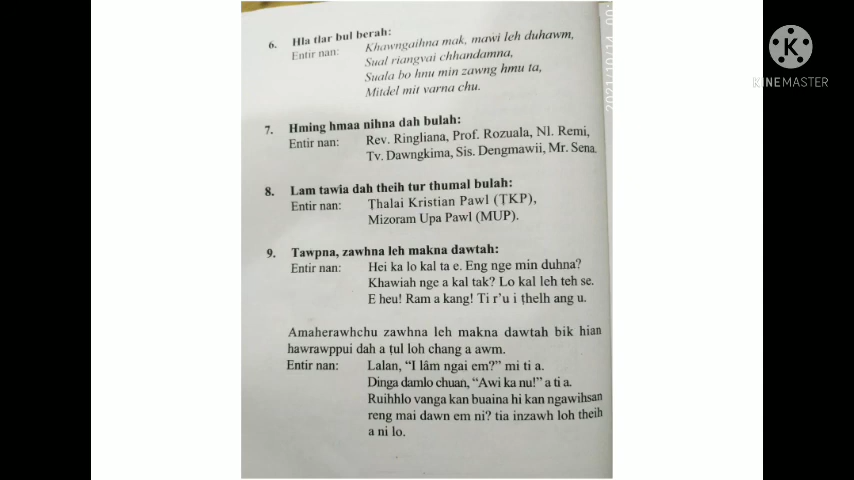 6. Hla tlar bul berah:
Entir nan: Khawngaihna mak, mawi leh duhawm,
Sual riangvai chhandamna,
Suala bo hnu min zawng hmu ta,
Mitdel mit varna chu.
7. Hming hmaa nihna dah bulah:
Entir nan: Rev. Ringliana, Prof. Rozuala, Nl. Remi,
Tv. Dawngkima, Sis. Dengmawii, Mr. Sena.
8. Lam tawia dah theih tur thumal bulah:
Entir nan: Thalai Kristian Pawl (TKP),
Mizoram Upa Pawl (MUP).
9. Tawpna, zawhna leh makna dawtah:
Entir nan: Hei ka lo kal ta e. Eng nge min duhna?
Khawiah nge a kal tak? Lo kal leh teh se.
E heu! Ram a kang! Ti r'u i ṭhelh ang u.
Amaherawhchu zawhna leh makna dawtah bik hian
hawrawppui dah a ṭul loh chang a awm.
Entir nan: Lalan, “I lâm ngai em?” mi ti a.
Dinga damlo chuan, “Awi ka nu!” a ti a.
Ruihhlo vanga kan buaina hi kan ngawihsan
reng mai dawn em ni? tia inzawh loh theih
a ni lo.
2021/10/14
K
KINEMASTER